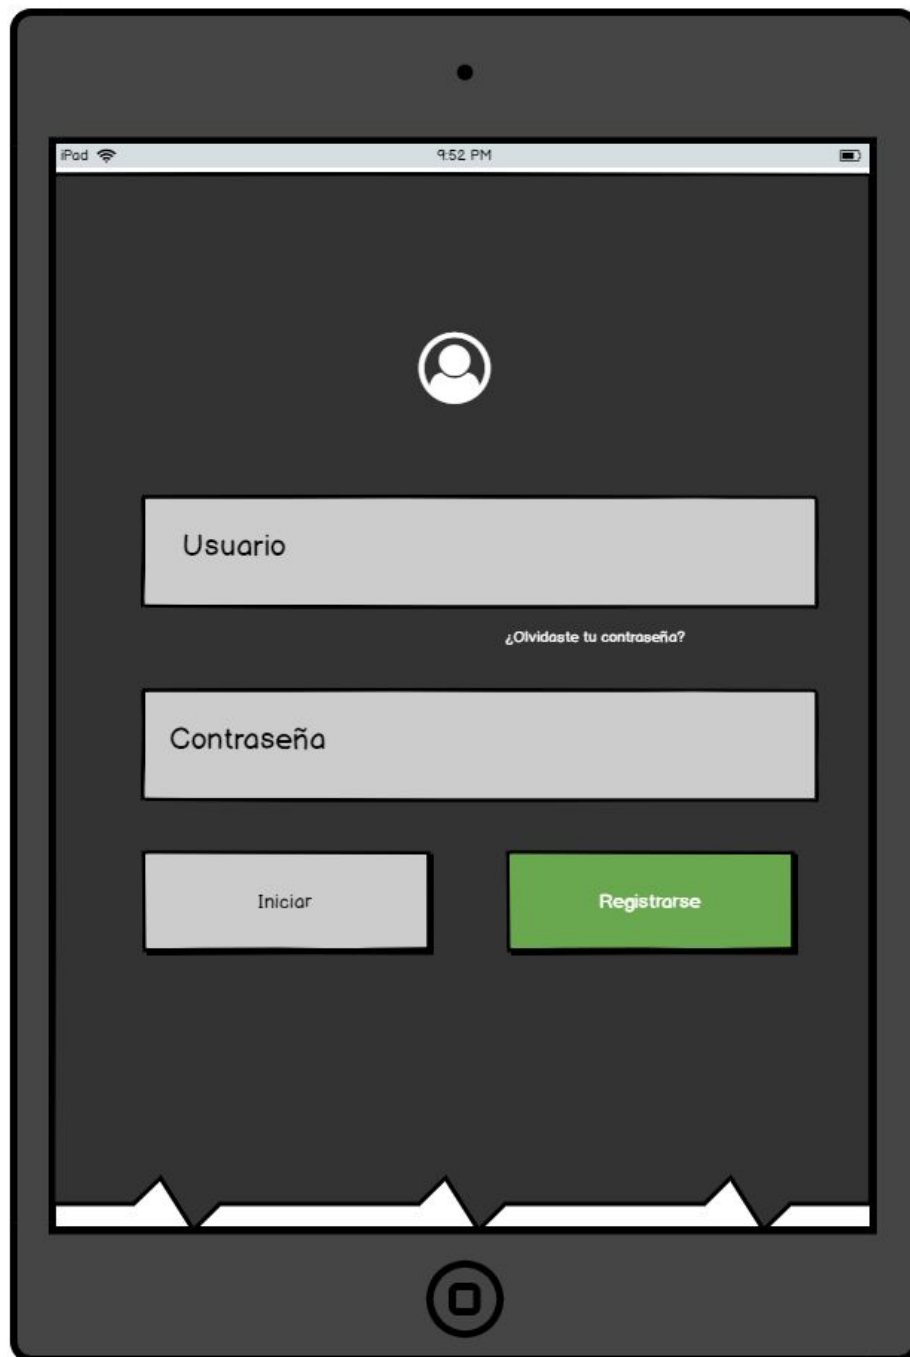 iPad 9:52 PM
Usuario
¿Olvidaste tu contraseña?
Contraseña
Iniciar Registrarse